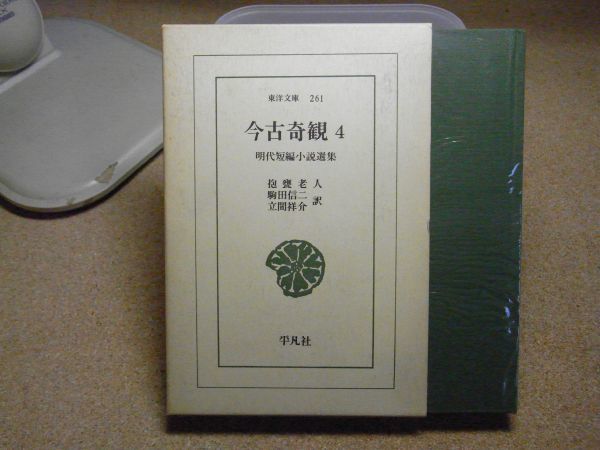 東洋文庫 261
今古奇観 4
明代短編小説選集
抱甕老人
駒田信二
立間祥介 訳
平凡社